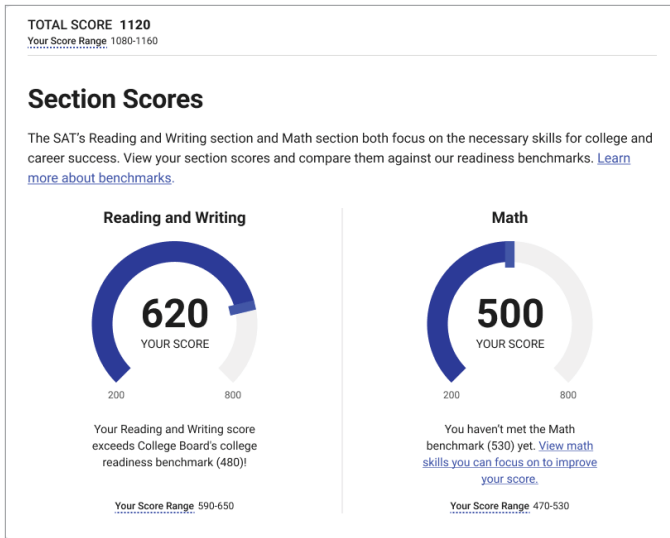 TOTAL SCORE 1120
Your Score Range 1080-1160
Section Scores
The SAT's Reading and Writing section and Math section both focus on the necessary skills for college and
career success. View your section scores and compare them against our readiness benchmarks. Learn
more about benchmarks.
Reading and Writing
620
YOUR SCORE
200
800
Your Reading and Writing score
exceeds College Board's college
readiness benchmark (480)!
Your Score Range 590-650
Math
500
YOUR SCORE
200
800
You haven't met the Math
benchmark (530) yet. View math
skills you can focus on to improve
your score.
Your Score Range 470-530